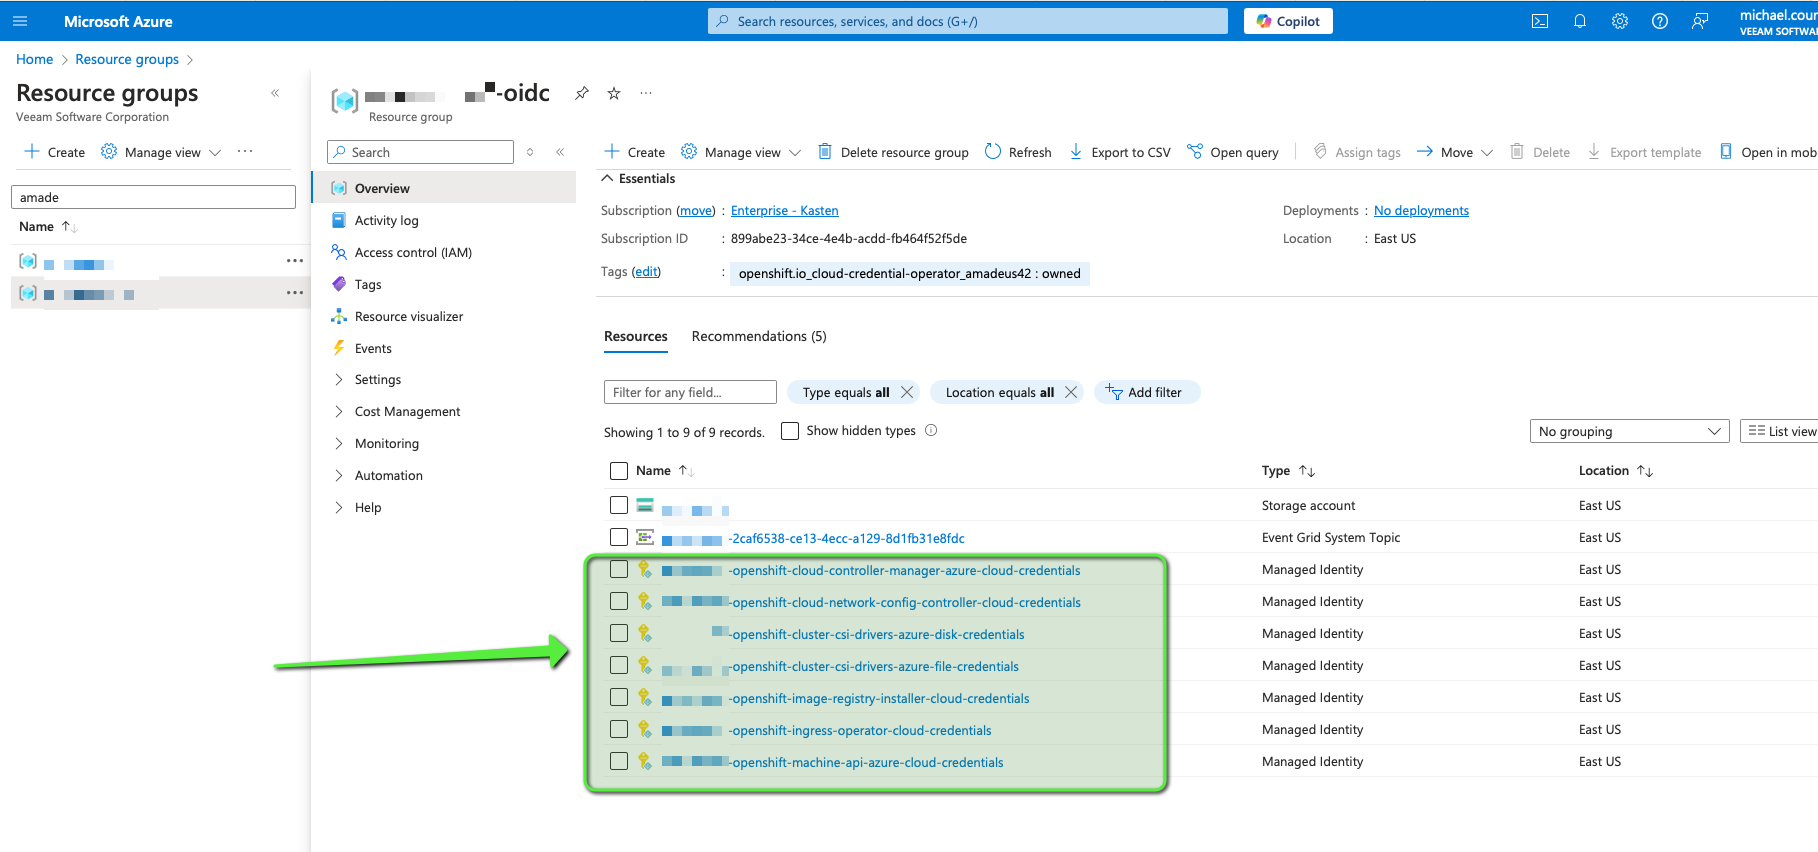 Microsoft Azure
Search resources, services, and docs (G+/)
Copilot
michael.cour
VEEAM SOFTWA
Home > Resource groups >
Resource groups
Veeam Software Corporation
Create
Manage view
amade
Name
-oidc
Resource group
Search
Overview
Activity log
Access control (IAM)
Tags
Resource visualizer
Events
Settings
Cost Management
Monitoring
Automation
Help
Create
Manage view
Delete resource group
Refresh
Export to CSV
Open query
Assign tags
Move
Delete
Export template
Open in mob
Essentials
Subscription (move) : Enterprise - Kasten
Deployments : No deployments
Subscription ID : 899abe23-34ce-4e4b-acdd-fb464f52f5de
Location : East US
Tags (edit) : openshift.io_cloud-credential-operator_amadeus42 : owned
Resources
Recommendations (5)
Filter for any field...
Type equals all
Location equals all
Add filter
Showing 1 to 9 of 9 records.
Show hidden types
No grouping
List view
Name Type Location
Storage account East US
-2caf6538-ce13-4ecc-a129-8d1fb31e8fdc Event Grid System Topic East US
-openshift-cloud-controller-manager-azure-cloud-credentials Managed Identity East US
-openshift-cloud-network-config-controller-cloud-credentials Managed Identity East US
-openshift-cluster-csi-drivers-azure-disk-credentials Managed Identity East US
-openshift-cluster-csi-drivers-azure-file-credentials Managed Identity East US
-openshift-image-registry-installer-cloud-credentials Managed Identity East US
-openshift-ingress-operator-cloud-credentials Managed Identity East US
-openshift-machine-api-azure-cloud-credentials Managed Identity East US